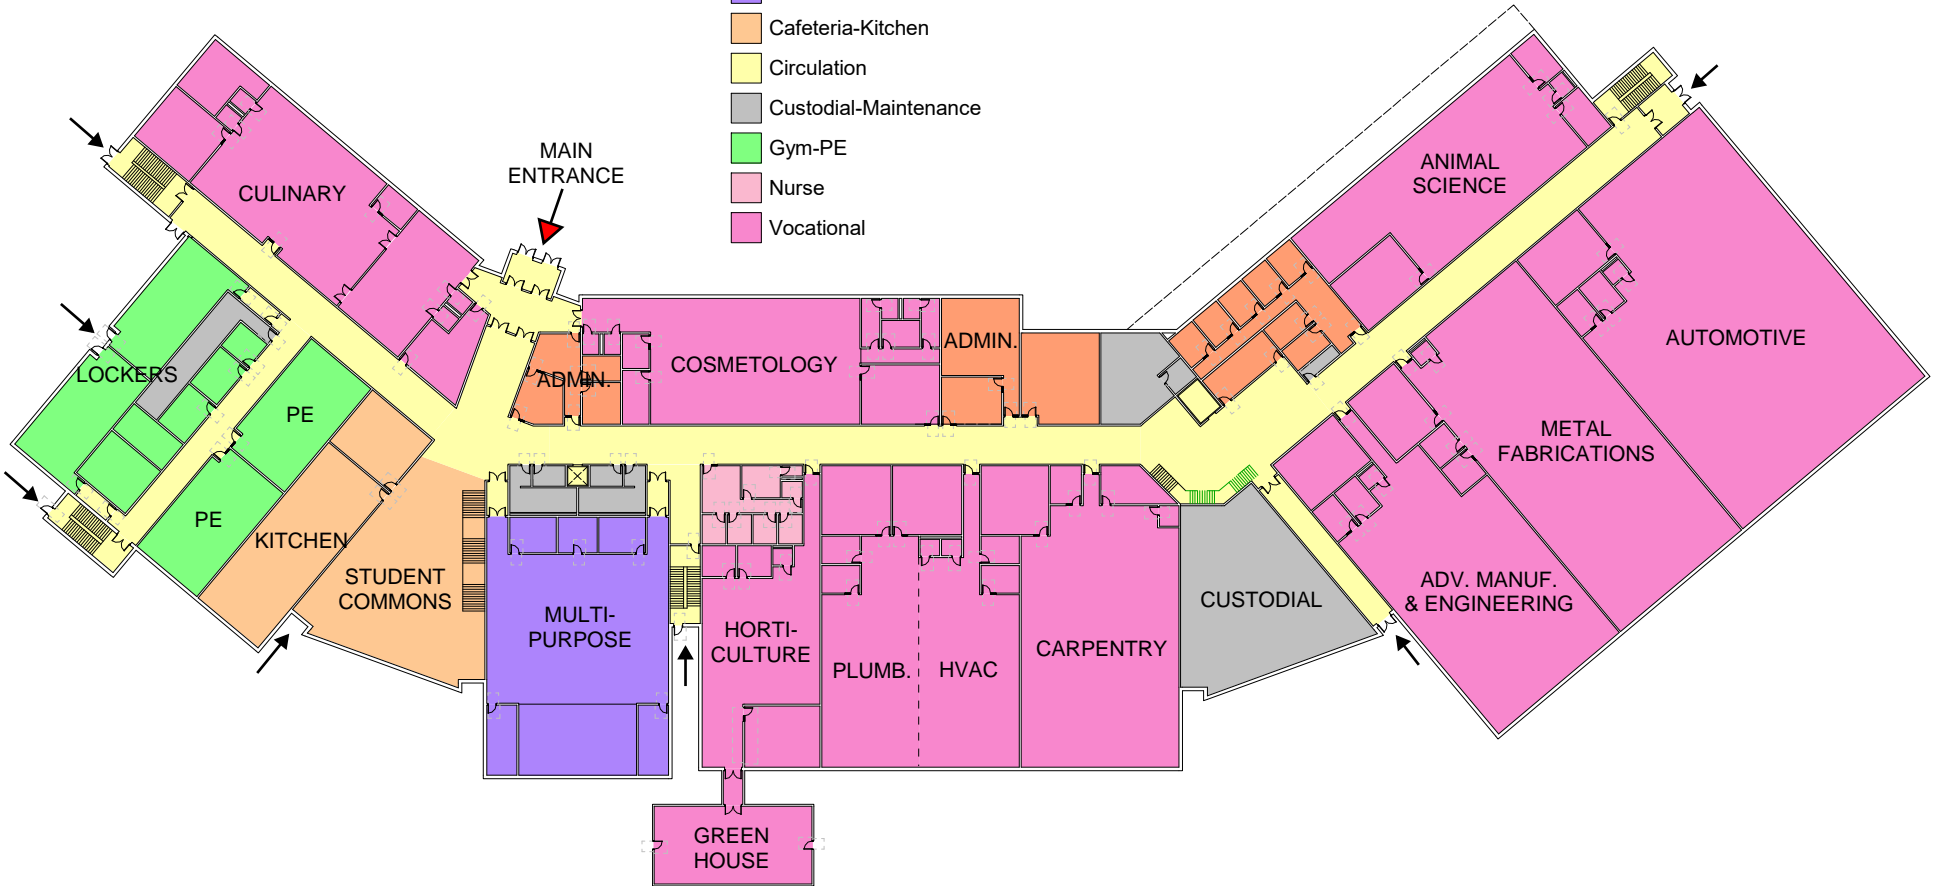 Cafeteria-Kitchen
Circulation
Custodial-Maintenance
Gym-PE
Nurse
Vocational
MAIN
ENTRANCE
CULINARY
ANIMAL
SCIENCE
LOCKERS
ADMIN.
COSMETOLOGY
ADMIN.
AUTOMOTIVE
PE
METAL
FABRICATIONS
PE
KITCHEN
STUDENT
COMMONS
MULTI-
PURPOSE
HORTI-
CULTURE
PLUMB.
HVAC
CARPENTRY
CUSTODIAL
ADV. MANUF.
& ENGINEERING
GREEN
HOUSE